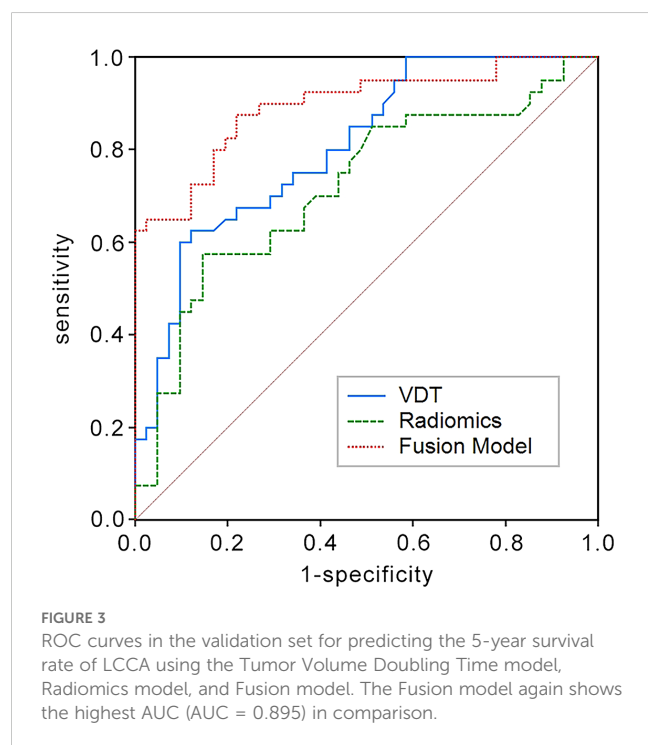 1.0
0.8
0.6
0.4
0.2
0.0
sensitivity
VDT
Radiomics
Fusion Model
0.0 0.2 0.4 0.6 0.8 1.0
1-specificity
FIGURE 3
ROC curves in the validation set for predicting the 5-year survival
rate of LCCA using the Tumor Volume Doubling Time model,
Radiomics model, and Fusion model. The Fusion model again shows
the highest AUC (AUC = 0.895) in comparison.